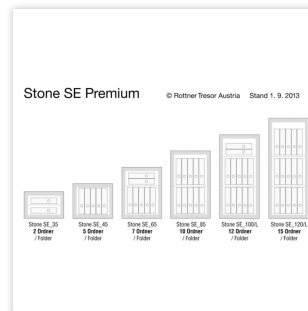 Stone SE Premium © Rottner Tresor Austria Stand 1. 9. 2013
Stone SE_35
2 Ordner
/ Folder
Stone SE_45
5 Ordner
/ Folder
Stone SE_65
7 Ordner
/ Folder
Stone SE_85
10 Ordner
/ Folder
Stone SE_100/L
12 Ordner
/ Folder
Stone SE_120/L
15 Ordner
/ Folder